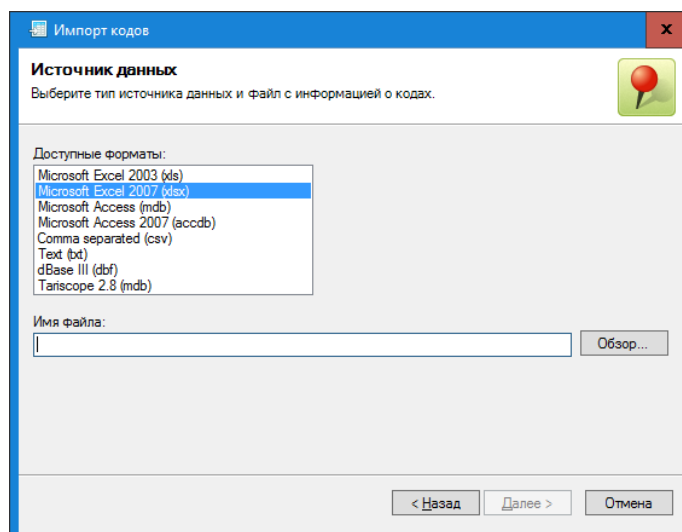 Импорт кодов
Источник данных
Выберите тип источника данных и файл с информацией о кодах.
Доступные форматы:
Microsoft Excel 2003 (xls)
Microsoft Excel 2007 (xlsx)
Microsoft Access (mdb)
Microsoft Access 2007 (accdb)
Comma separated (csv)
Text (txt)
dBase III (dbf)
Tariscope 2.8 (mdb)
Имя файла:
Обзор...
< Назад
Далее >
Отмена